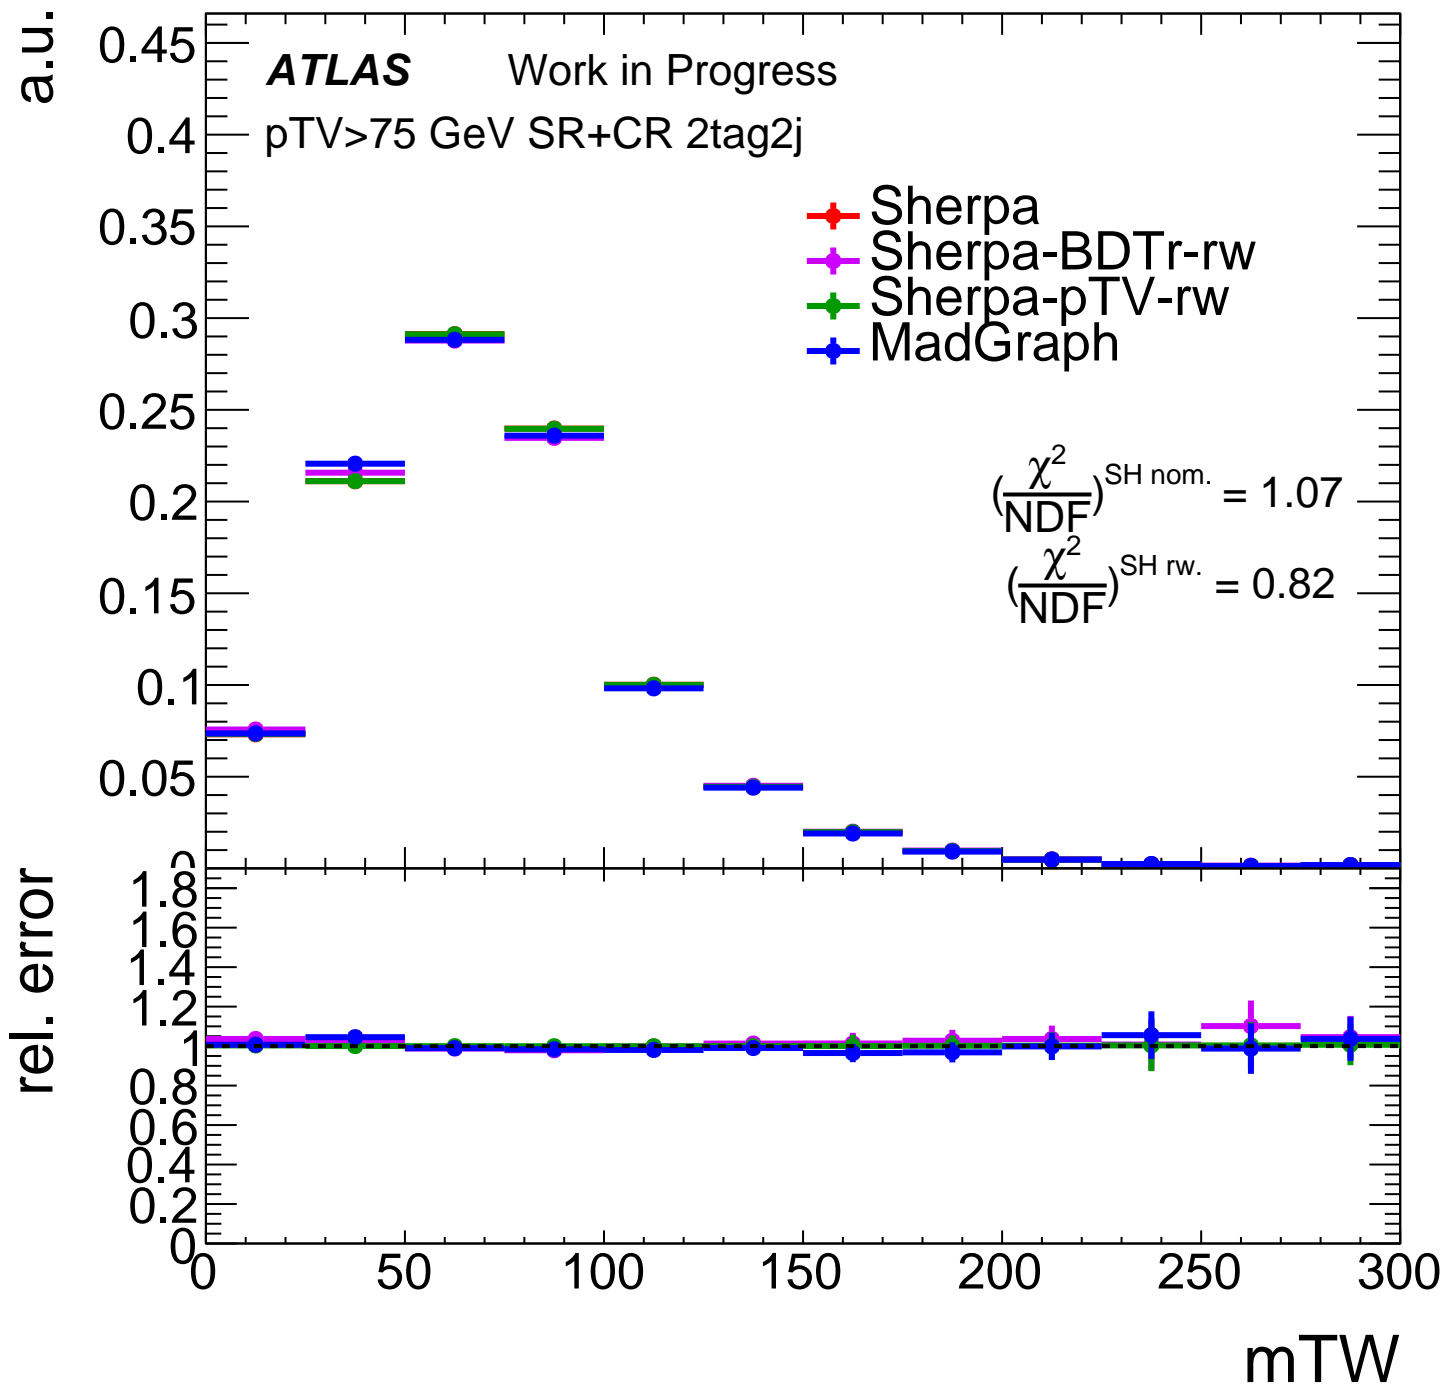 a.u.
0.45
0.4
0.35
0.3
0.25
0.2
0.15
0.1
0.05
0
ATLAS Work in Progress
pTV>75 GeV SR+CR 2tag2j
Sherpa
Sherpa-BDTr-rw
Sherpa-pTV-rw
MadGraph
(χ²/NDF)^SH nom. = 1.07
(χ²/NDF)^SH rw. = 0.82
rel. error
1.8
1.6
1.4
1.2
1
0.8
0.6
0.4
0.2
0
0 50 100 150 200 250 300
mTW